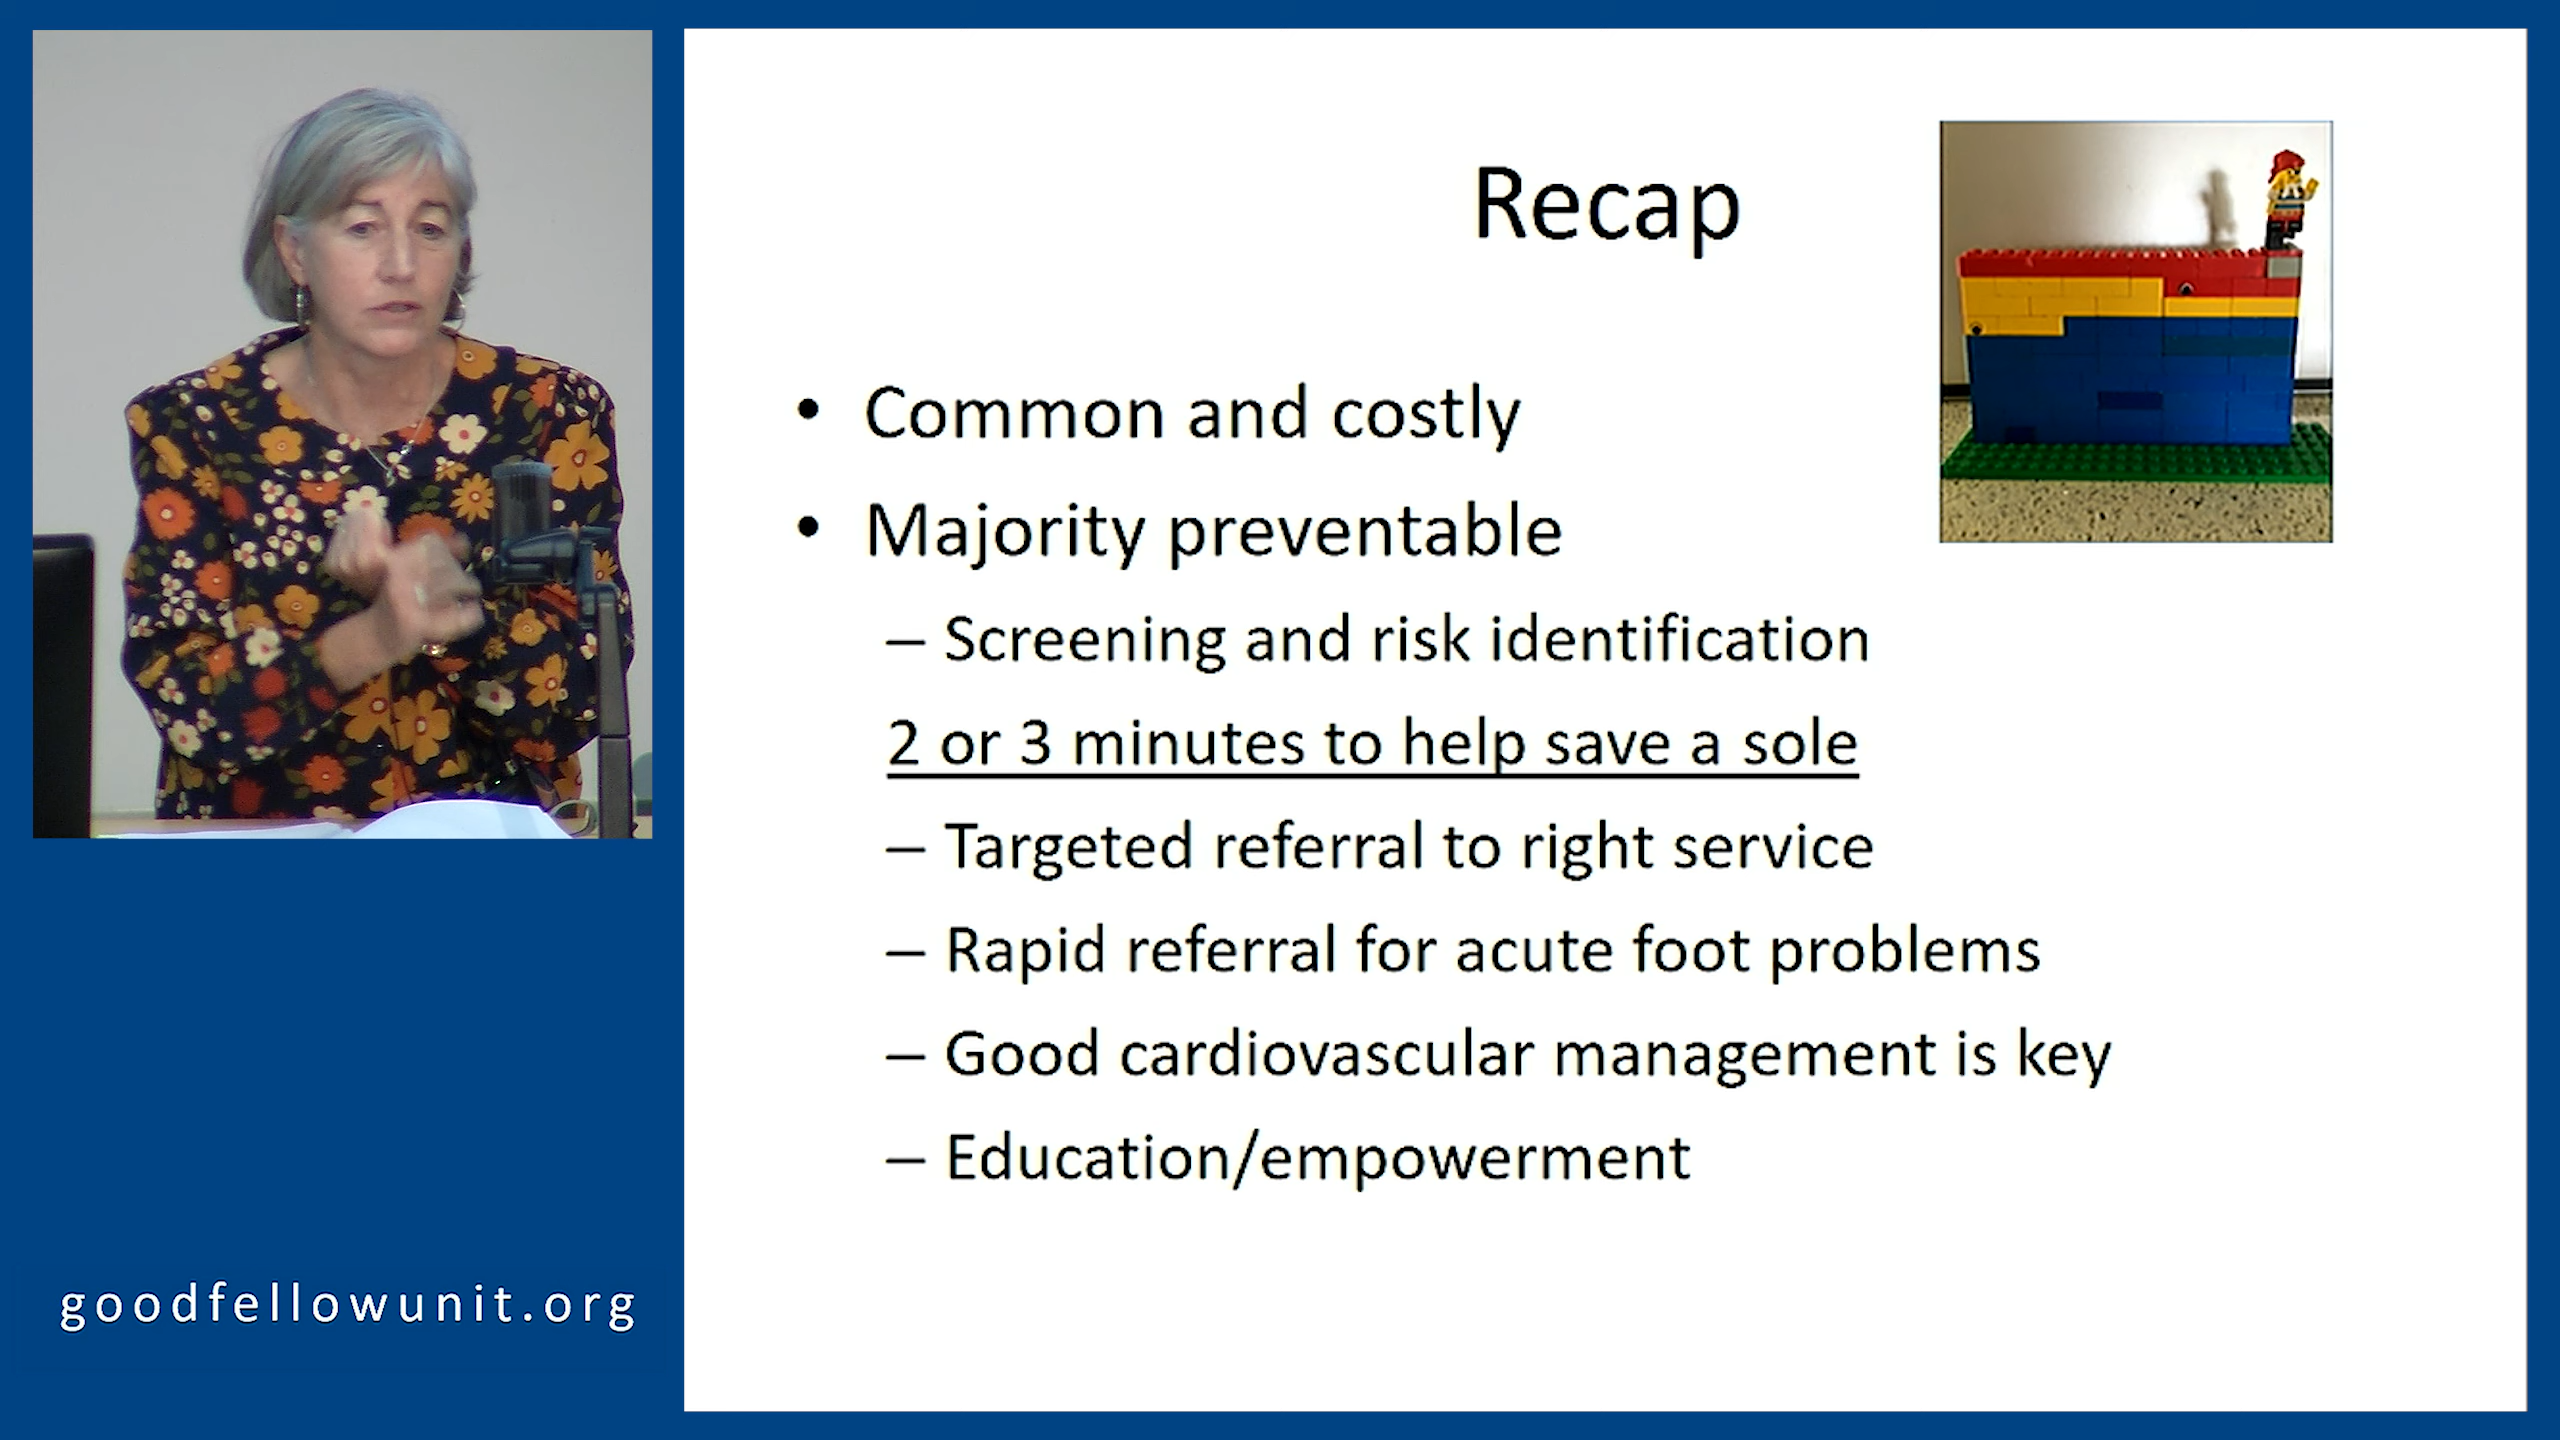 Recap
• Common and costly
• Majority preventable
– Screening and risk identification
2 or 3 minutes to help save a sole
– Targeted referral to right service
– Rapid referral for acute foot problems
– Good cardiovascular management is key
– Education/empowerment
goodfellowunit.org